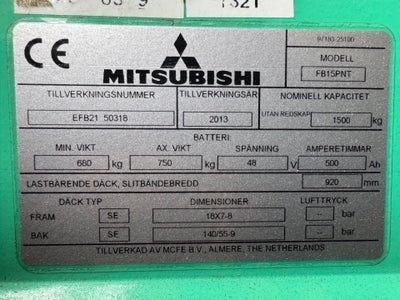 CE
97180-25100
MODELL
FB15PNT
MITSUBISHI
TILLVERKNINGSNUMMER TILLVERKNINGSÅR NOMINELL KAPACITET
EFB21 50318 2013 UTAN REDSKAP 1500 kg
BATTERI
MIN. VIKT AX. VIKT SPÄNNING AMPERETIMMAR
680 kg 750 kg 48 V 500 Ah
LASTBÄRENDE DÄCK, SLITBANDEBREDD 920 mm
DÄCK TYP DIMENSIONER LUFTTRYCK
FRAM SE 18X7-8 -- bar
BAK SE 140/55-9 -- bar
TILLVERKAD AV MCFE B.V., ALMERE, THE NETHERLANDS